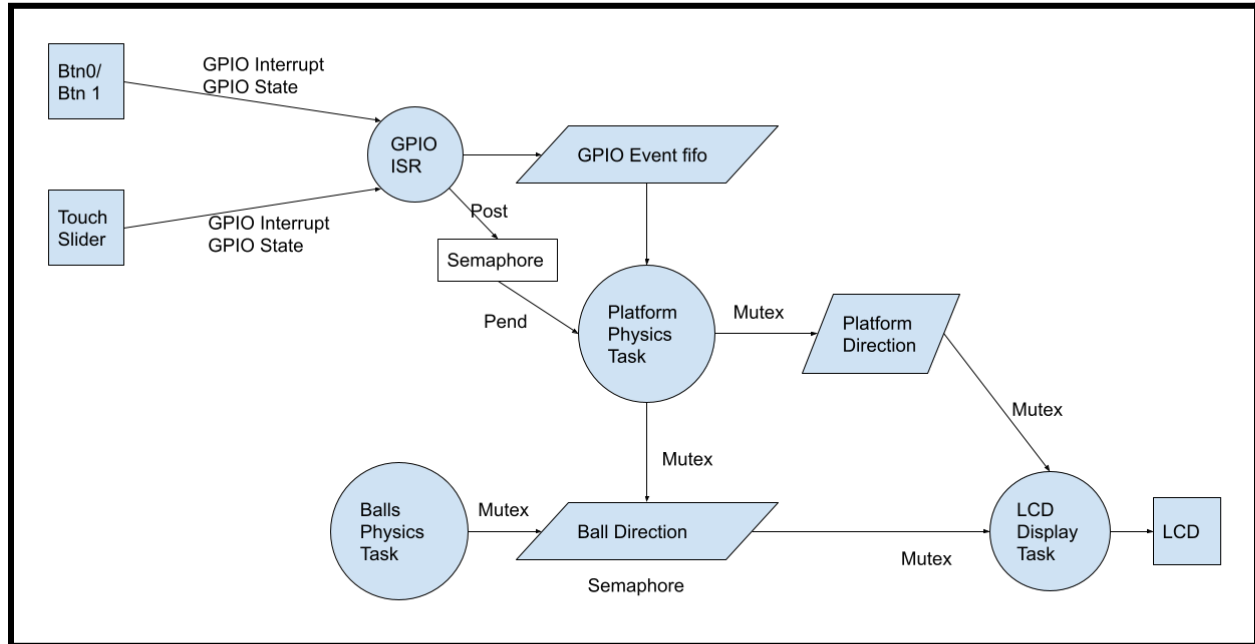 Btn0/
Btn 1
GPIO Interrupt
GPIO State
GPIO
ISR
GPIO Event fifo
Touch
Slider
GPIO Interrupt
GPIO State
Post
Semaphore
Pend
Platform
Physics
Task
Mutex
Platform
Direction
Mutex
Mutex
Balls
Physics
Task
Mutex
Ball Direction
Semaphore
Mutex
LCD
Display
Task
LCD